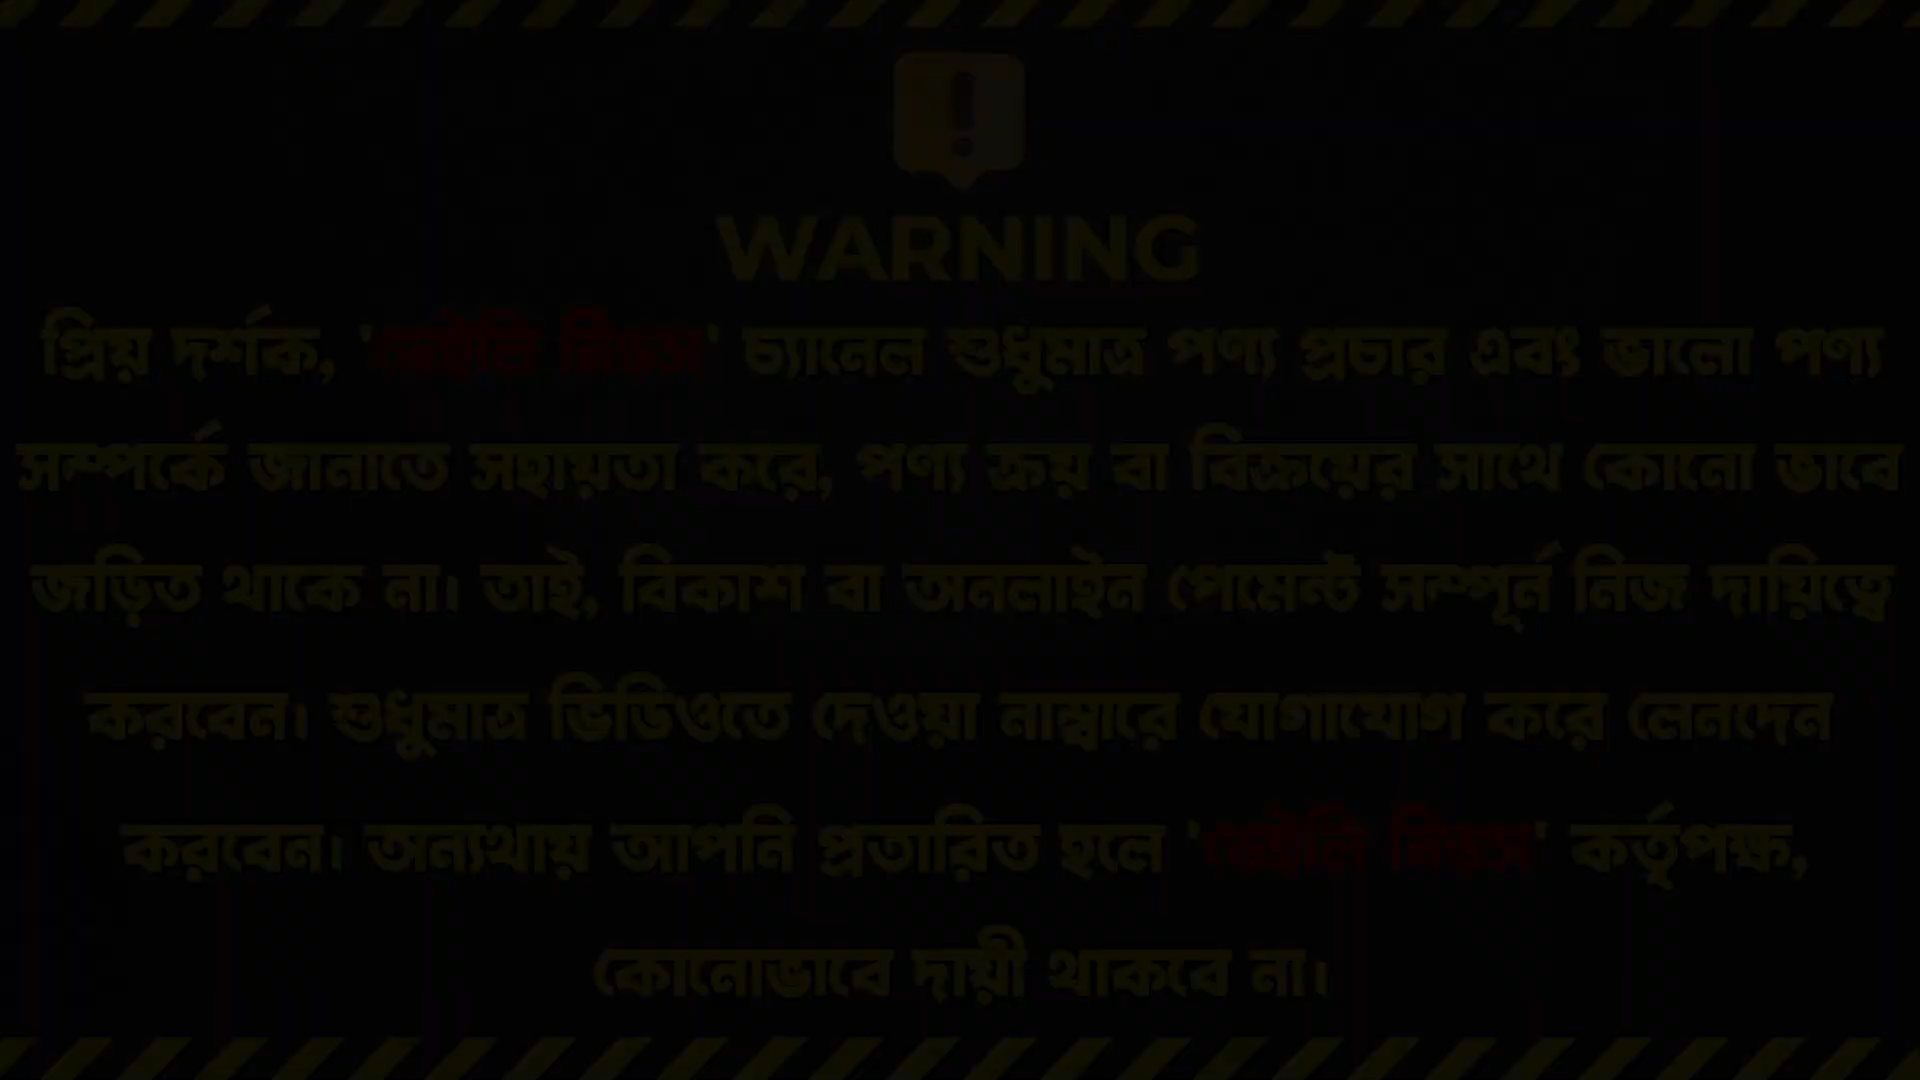 WARNING
প্রিয় দর্শক, '' চ্যানেল শুধুমাত্র পণ্য প্রচার এবং ভালো পণ্য
সম্পর্কে জানাতে সহায়তা করে, পণ্য ক্রয় বা বিক্রয়ের সাথে কোনো ভাবে
জড়িত থাকে না। তাই, বিকাশ বা অনলাইন পেমেন্ট সম্পূর্ন নিজ দায়িত্বে
করবেন। শুধুমাত্র ভিডিওতে দেওয়া নাম্বারে যোগাযোগ করে লেনদেন
করবেন। অন্যথায় আপনি প্রতারিত হলে '' কর্তৃপক্ষ,
কোনোভাবে দায়ী থাকবে না।